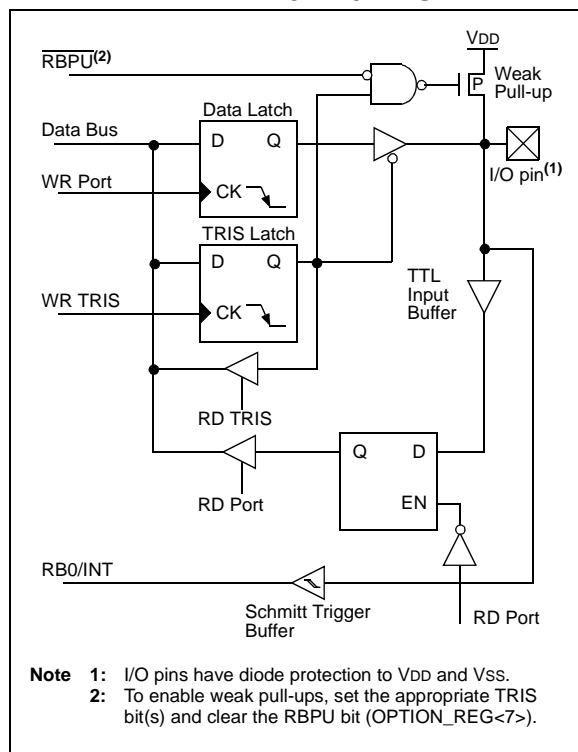 VDD
RBPU(2)
P
Weak
Pull-up
Data Latch
Data Bus
D Q
I/O pin(1)
WR Port
CK
TRIS Latch
D Q
TTL
Input
Buffer
WR TRIS
CK
RD TRIS
Q D
RD Port
EN
RB0/INT
Schmitt Trigger
Buffer
RD Port
Note 1: I/O pins have diode protection to VDD and VSS.
2: To enable weak pull-ups, set the appropriate TRIS
bit(s) and clear the RBPU bit (OPTION_REG<7>).